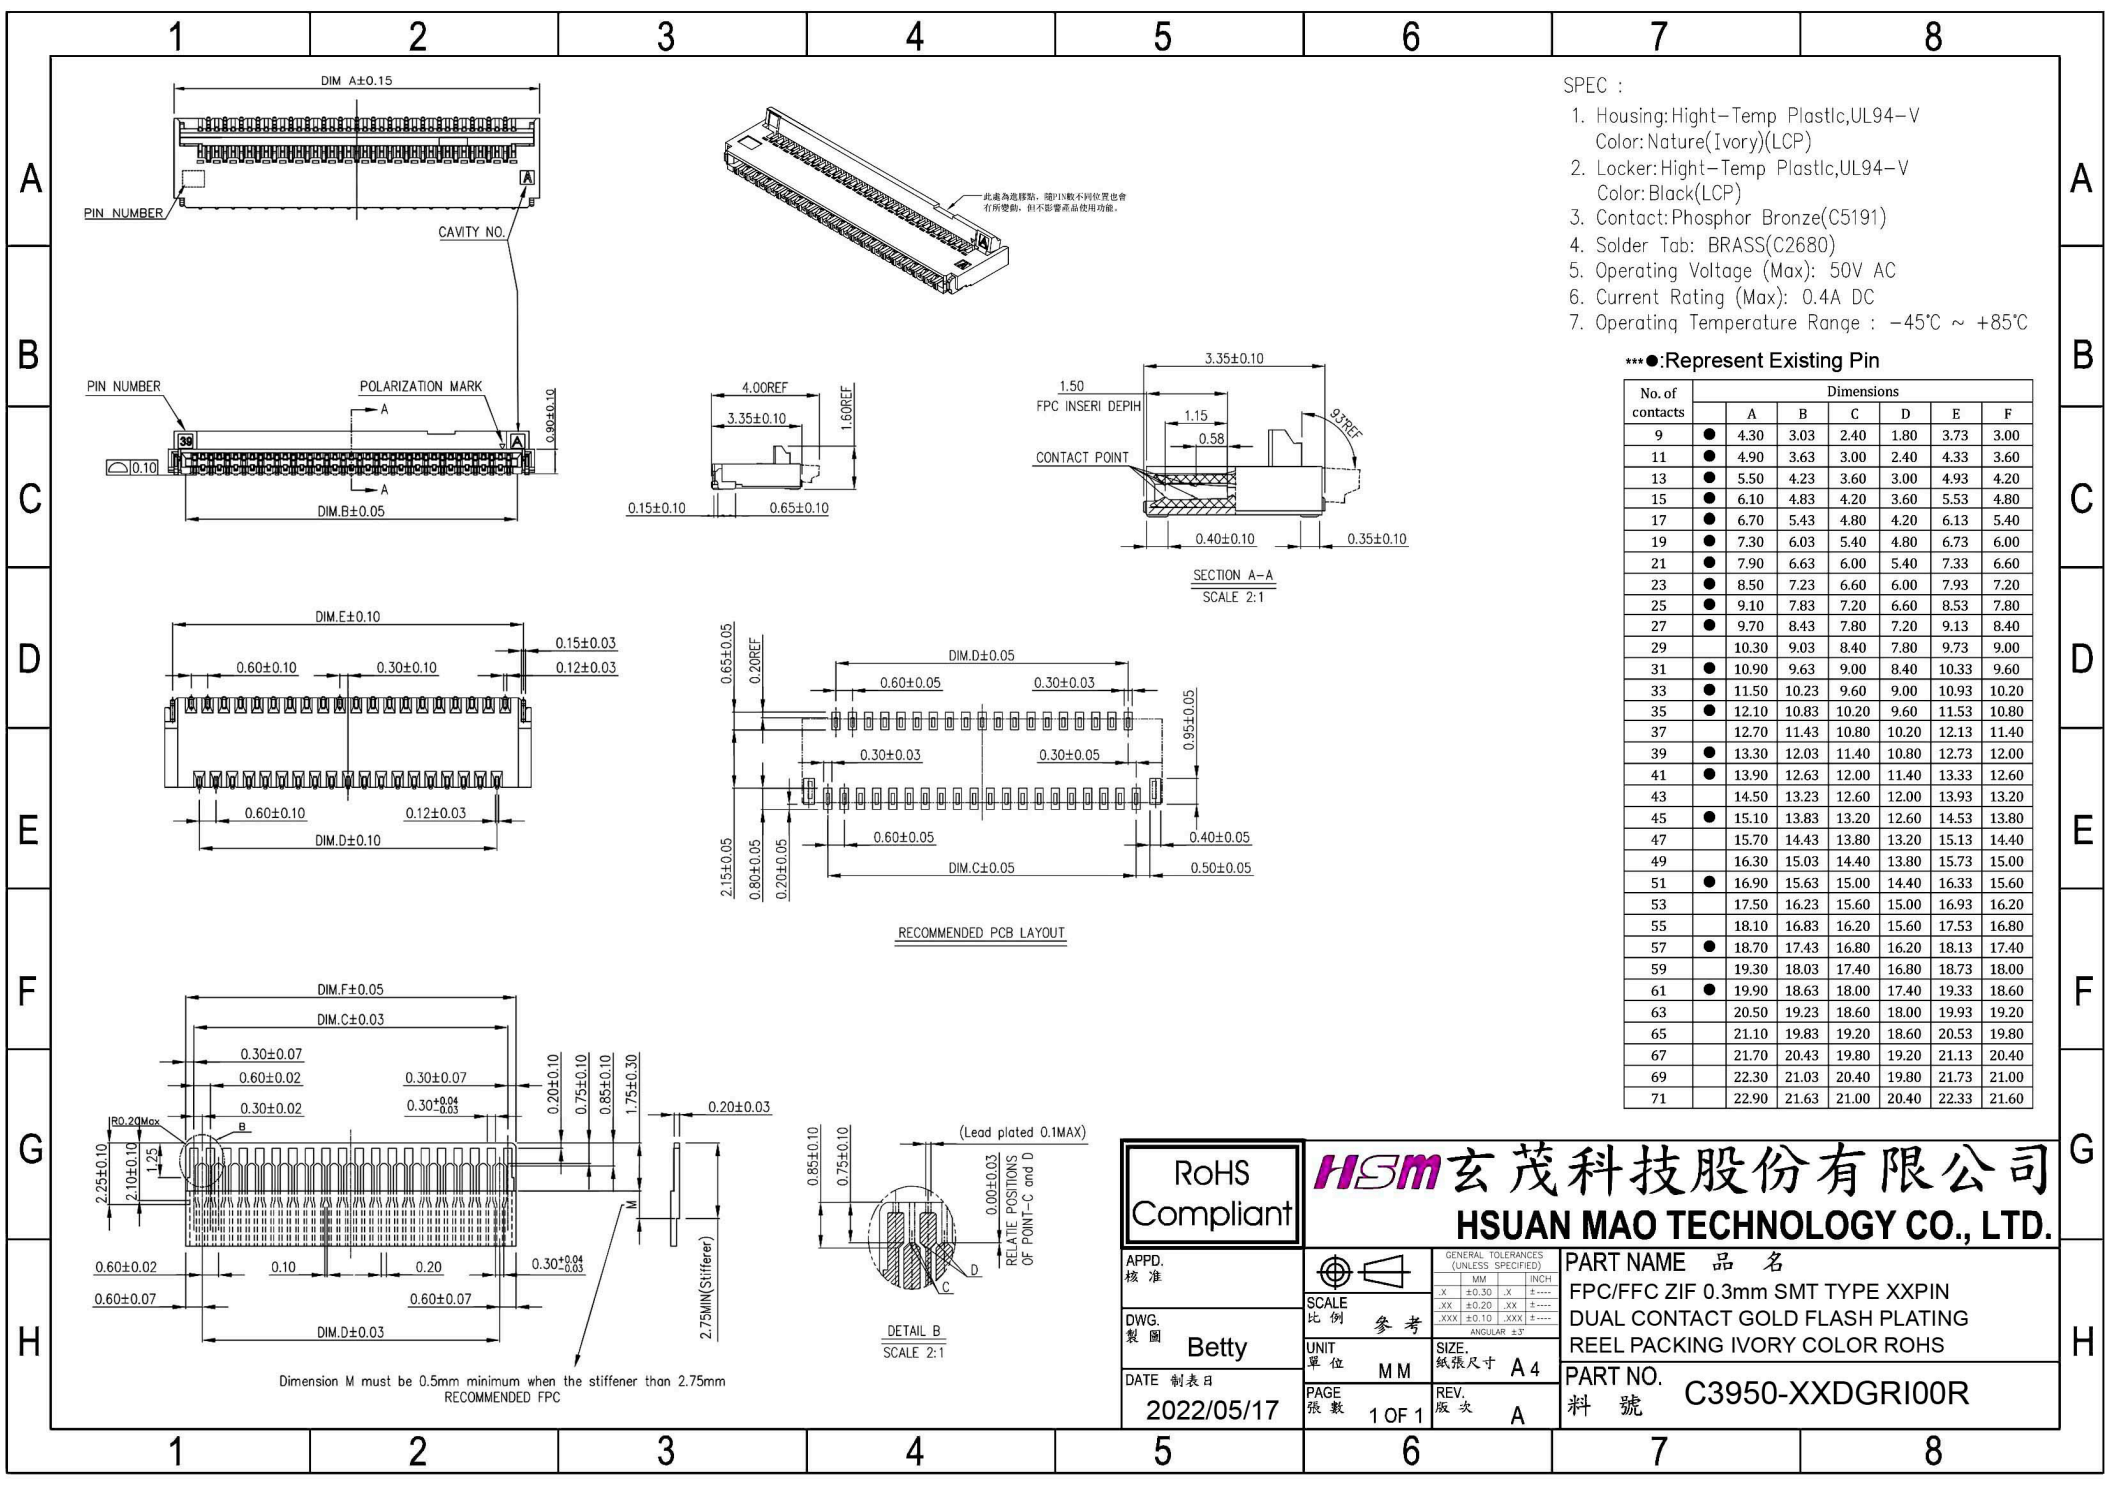 1 2 3 4 5 6 7 8
A
B
C
D
E
F
G
H
DIM A±0.15
PIN NUMBER
A
CAVITY NO.
此處為進膠點，隨PIN數不同位置也會
有所變動，但不影響產品使用功能。
SPEC :
1. Housing:Hight-Temp Plastic,UL94-V
Color:Nature(Ivory)(LCP)
2. Locker:Hight-Temp Plastic,UL94-V
Color:Black(LCP)
3. Contact:Phosphor Bronze(C5191)
4. Solder Tab: BRASS(C2680)
5. Operating Voltage (Max): 50V AC
6. Current Rating (Max): 0.4A DC
7. Operating Temperature Range : -45°C ~ +85°C
***●:Represent Existing Pin
No. of contacts Dimensions
A B C D E F
9 ● 4.30 3.03 2.40 1.80 3.73 3.00
11 ● 4.90 3.63 3.00 2.40 4.33 3.60
13 ● 5.50 4.23 3.60 3.00 4.93 4.20
15 ● 6.10 4.83 4.20 3.60 5.53 4.80
17 ● 6.70 5.43 4.80 4.20 6.13 5.40
19 ● 7.30 6.03 5.40 4.80 6.73 6.00
21 ● 7.90 6.63 6.00 5.40 7.33 6.60
23 ● 8.50 7.23 6.60 6.00 7.93 7.20
25 ● 9.10 7.83 7.20 6.60 8.53 7.80
27 ● 9.70 8.43 7.80 7.20 9.13 8.40
29 10.30 9.03 8.40 7.80 9.73 9.00
31 ● 10.90 9.63 9.00 8.40 10.33 9.60
33 ● 11.50 10.23 9.60 9.00 10.93 10.20
35 ● 12.10 10.83 10.20 9.60 11.53 10.80
37 12.70 11.43 10.80 10.20 12.13 11.40
39 ● 13.30 12.03 11.40 10.80 12.73 12.00
41 ● 13.90 12.63 12.00 11.40 13.33 12.60
43 14.50 13.23 12.60 12.00 13.93 13.20
45 ● 15.10 13.83 13.20 12.60 14.53 13.80
47 15.70 14.43 13.80 13.20 15.13 14.40
49 16.30 15.03 14.40 13.80 15.73 15.00
51 ● 16.90 15.63 15.00 14.40 16.33 15.60
53 17.50 16.23 15.60 15.00 16.93 16.20
55 18.10 16.83 16.20 15.60 17.53 16.80
57 ● 18.70 17.43 16.80 16.20 18.13 17.40
59 19.30 18.03 17.40 16.80 18.73 18.00
61 ● 19.90 18.63 18.00 17.40 19.33 18.60
63 20.50 19.23 18.60 18.00 19.93 19.20
65 21.10 19.83 19.20 18.60 20.53 19.80
67 21.70 20.43 19.80 19.20 21.13 20.40
69 22.30 21.03 20.40 19.80 21.73 21.00
71 22.90 21.63 21.00 20.40 22.33 21.60
PIN NUMBER
POLARIZATION MARK
A
39
A
0.90±0.10
0.10
A
DIM.B±0.05
4.00REF
3.35±0.10
1.60REF
0.15±0.10
0.65±0.10
3.35±0.10
1.50
FPC INSERI DEPIH
1.15
0.58
93°REF
CONTACT POINT
0.40±0.10
0.35±0.10
SECTION A-A
SCALE 2:1
DIM.E±0.10
0.15±0.03
0.60±0.10
0.30±0.10
0.12±0.03
0.60±0.10
0.12±0.03
DIM.D±0.10
0.65±0.05
0.20REF
DIM.D±0.05
0.60±0.05
0.30±0.03
0.95±0.05
0.30±0.03
0.30±0.05
0.60±0.05
0.40±0.05
DIM.C±0.05
0.50±0.05
2.15±0.05
0.80±0.05
0.20±0.05
RECOMMENDED PCB LAYOUT
DIM.F±0.05
DIM.C±0.03
0.30±0.07
0.60±0.02
0.30±0.07
0.30±0.02
0.30+0.04-0.03
R0.20Max
B
0.20±0.10
0.75±0.10
0.85±0.10
1.75±0.30
0.20±0.03
2.25±0.10
2.10±0.10
1.25
M
2.75MIN(Stifferer)
0.60±0.02
0.10
0.20
0.30+0.04-0.03
0.60±0.07
0.60±0.07
DIM.D±0.03
Dimension M must be 0.5mm minimum when the stiffener than 2.75mm
RECOMMENDED FPC
(Lead plated 0.1MAX)
0.85±0.10
0.75±0.10
0.00±0.03
RELATIE POSITIONS
OF POINT-C and D
D
C
DETAIL B
SCALE 2:1
RoHS
Compliant
HSM 玄茂科技股份有限公司
HSUAN MAO TECHNOLOGY CO., LTD.
APPD.
核 准
DWG.
製 圖
Betty
DATE 制表日
2022/05/17
SCALE
比 例
參 考
UNIT
單 位
MM
PAGE
張 數
1 OF 1
GENERAL TOLERANCES
(UNLESS SPECIFIED)
MM INCH
.X ±0.30 .X ±----
.XX ±0.20 .XX ±----
.XXX ±0.10 .XXX ±----
ANGULAR ±3°
SIZE.
紙張尺寸
A4
REV.
版 次
A
PART NAME 品 名
FPC/FFC ZIF 0.3mm SMT TYPE XXPIN
DUAL CONTACT GOLD FLASH PLATING
REEL PACKING IVORY COLOR ROHS
PART NO.
料 號
C3950-XXDGRI00R
A
B
C
D
E
F
G
H
1 2 3 4 5 6 7 8